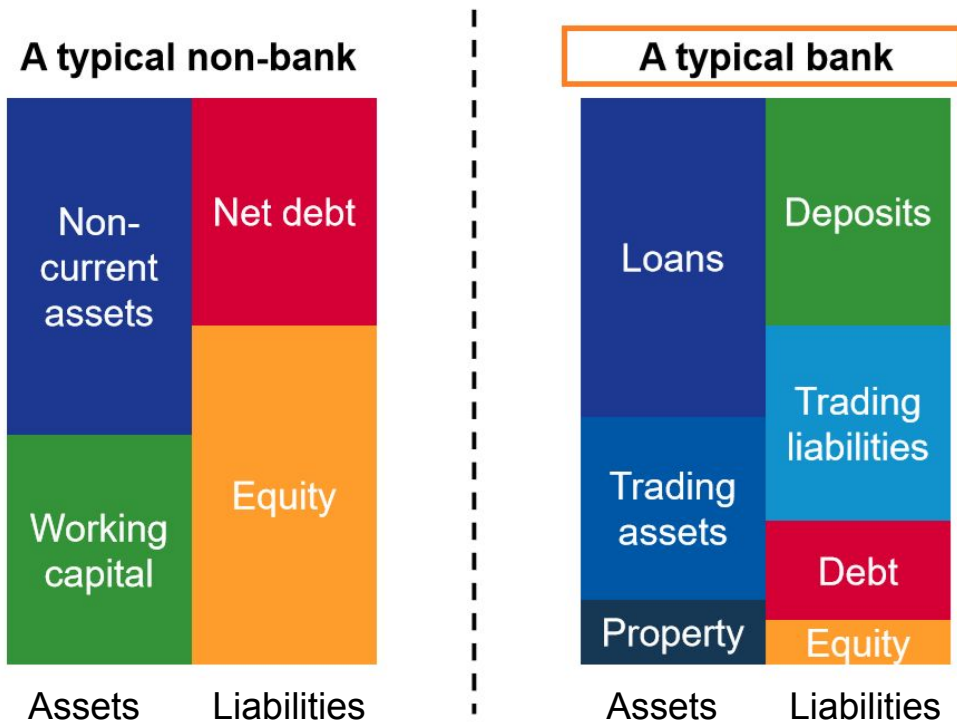 A typical non-bank
Non-
current
assets
Working
capital
Net debt
Equity
Assets
Liabilities
A typical bank
Loans
Trading
assets
Property
Deposits
Trading
liabilities
Debt
Equity
Assets
Liabilities